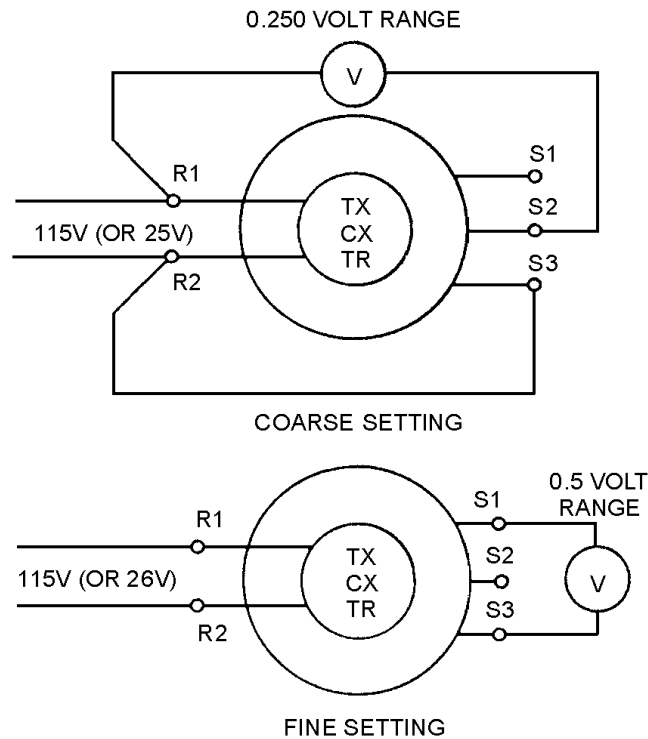 0.250 VOLT RANGE
V
R1
S1
TX
S2
115V (OR 25V)
CX
TR
S3
R2
COARSE SETTING
0.5 VOLT
RANGE
S1
R1
TX
S2
115V (OR 26V)
CX
V
TR
S3
R2
FINE SETTING